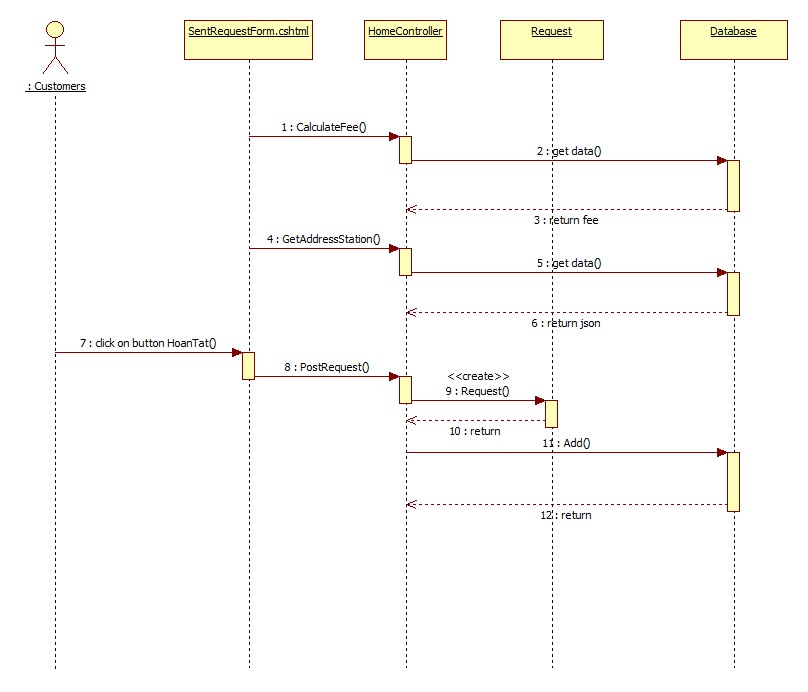 SentRequestForm.cshtml
HomeController
Request
Database
: Customers
1 : CalculateFee()
2 : get data()
3 : return fee
4 : GetAddressStation()
5 : get data()
6 : return json
7 : click on button HoanTat()
8 : PostRequest()
<<create>>
9 : Request()
10 : return
11 : Add()
12 : return